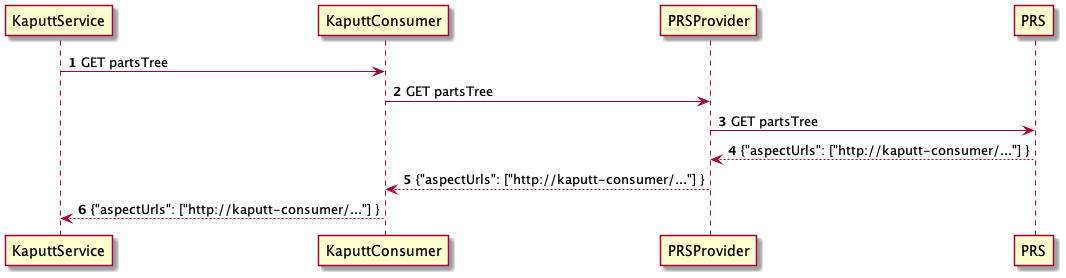 KaputtService KaputtConsumer PRSProvider PRS
1 GET partsTree
2 GET partsTree
3 GET partsTree
4 {"aspectUrls": ["http://kaputt-consumer/..."] }
5 {"aspectUrls": ["http://kaputt-consumer/..."] }
6 {"aspectUrls": ["http://kaputt-consumer/..."] }
KaputtService KaputtConsumer PRSProvider PRS